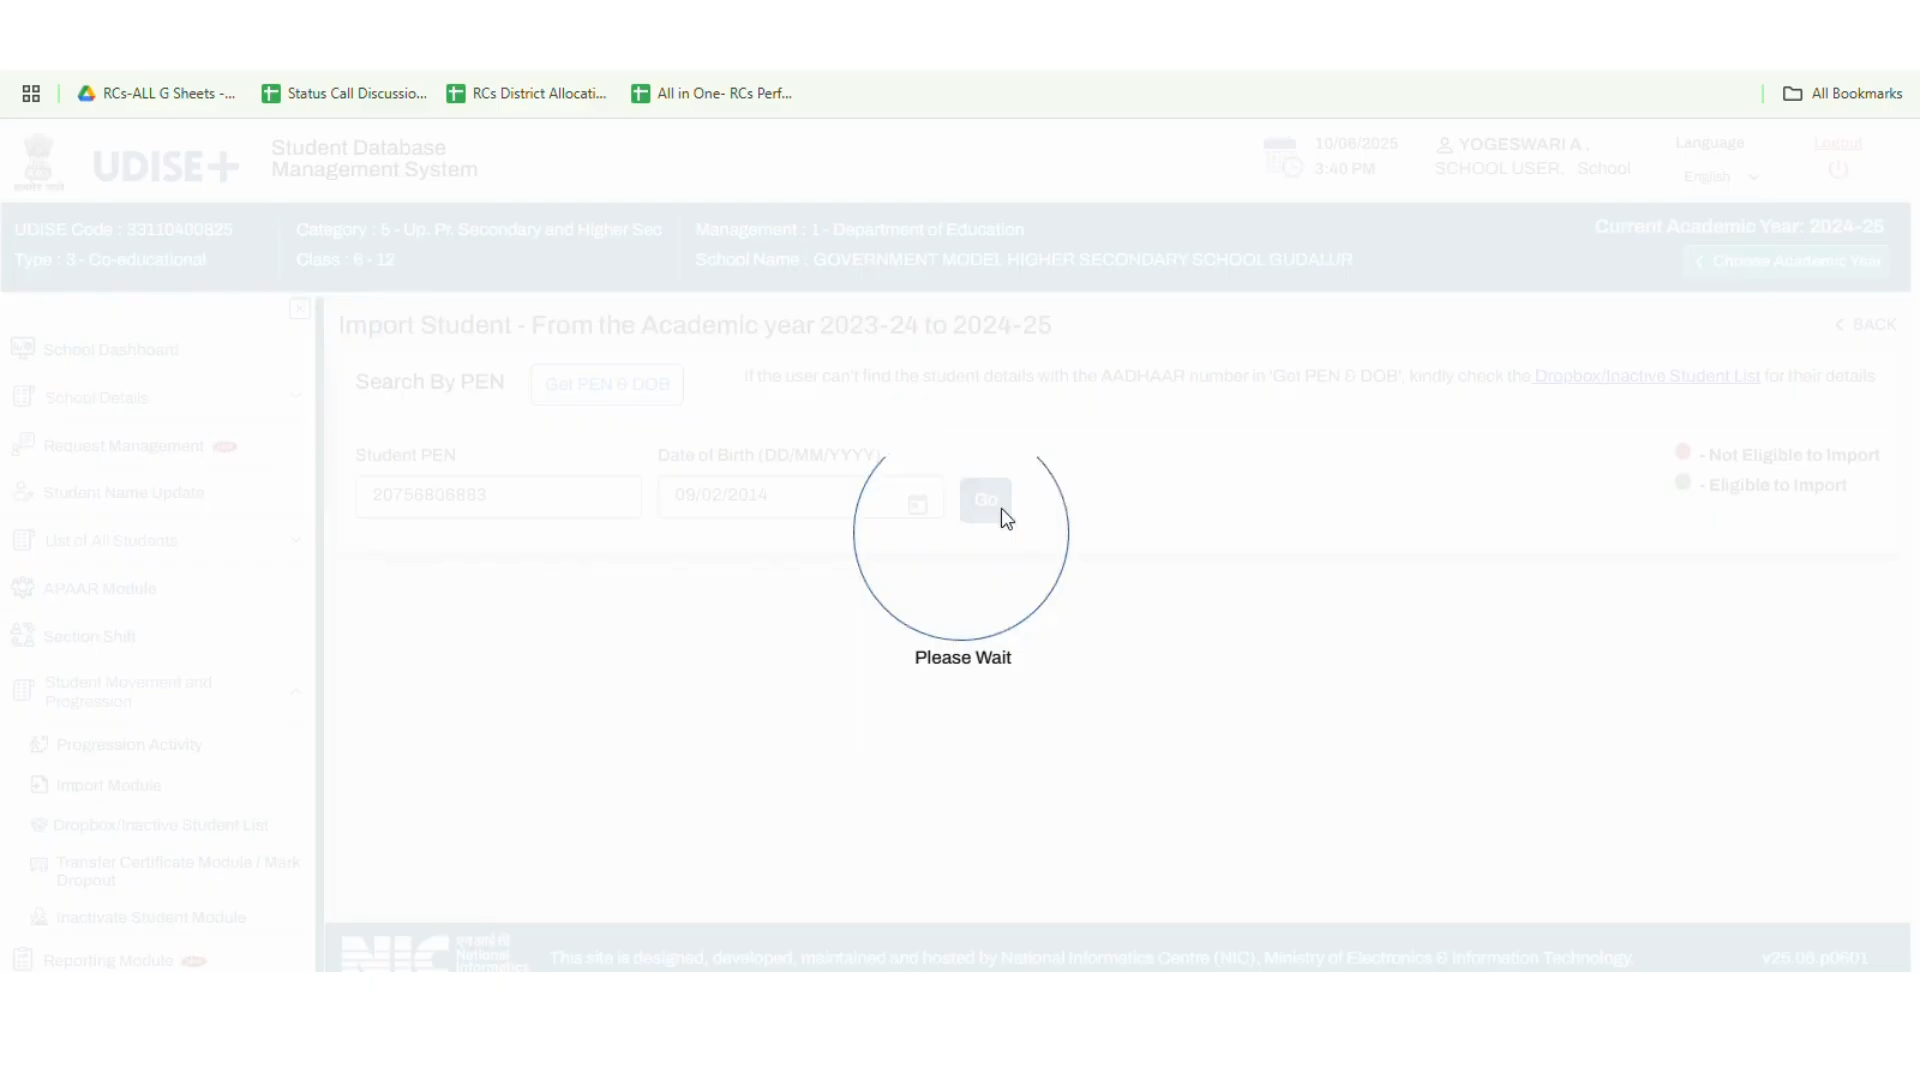 RCs-ALL G Sheets -...
Status Call Discussio...
RCs District Allocati...
All in One- RCs Perf...
All Bookmarks
UDISE+
Student Database
Management System
10/06/2025
3:40 PM
YOGESWARI A .
SCHOOL USER. School
Language
English
Logout
UDISE Code : 33110400825
Category : 5 - Up. Pr. Secondary and Higher Sec
Management : 1 - Department of Education
Current Academic Year: 2024-25
Type : 3 - Co-educational
Class : 6 - 12
School Name : GOVERNMENT MODEL HIGHER SECONDARY SCHOOL GUDALUR
Choose Academic Year
School Dashboard
School Details
Request Management
Student Name Update
List of All Students
APAAR Module
Section Shift
Student Movement and
Progression
Progression Activity
Import Module
Dropbox/Inactive Student List
Transfer Certificate Module / Mark
Dropout
Inactivate Student Module
Reporting Module
Import Student - From the Academic year 2023-24 to 2024-25
BACK
Search By PEN
Get PEN & DOB
If the user can't find the student details with the AADHAAR number in 'Get PEN & DOB', kindly check the Dropbox/Inactive Student List for their details
Student PEN
Date of Birth (DD/MM/YYYY)
20756806883
09/02/2014
Go
- Not Eligible to Import
- Eligible to Import
Please Wait
NIC
एन आई सी
National
Informatics
This site is designed, developed, maintained and hosted by National Informatics Centre (NIC), Ministry of Electronics & Information Technology.
v25.06.p0601